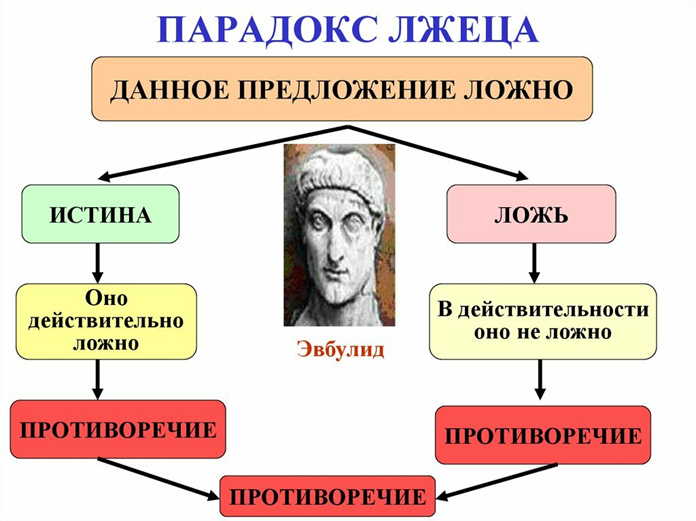 ПАРАДОКС ЛЖЕЦА
ДАННОЕ ПРЕДЛОЖЕНИЕ ЛОЖНО
ИСТИНА
ЛОЖЬ
Оно
действительно
ложно
В действительности
оно не ложно
Эвбулид
ПРОТИВОРЕЧИЕ
ПРОТИВОРЕЧИЕ
ПРОТИВОРЕЧИЕ